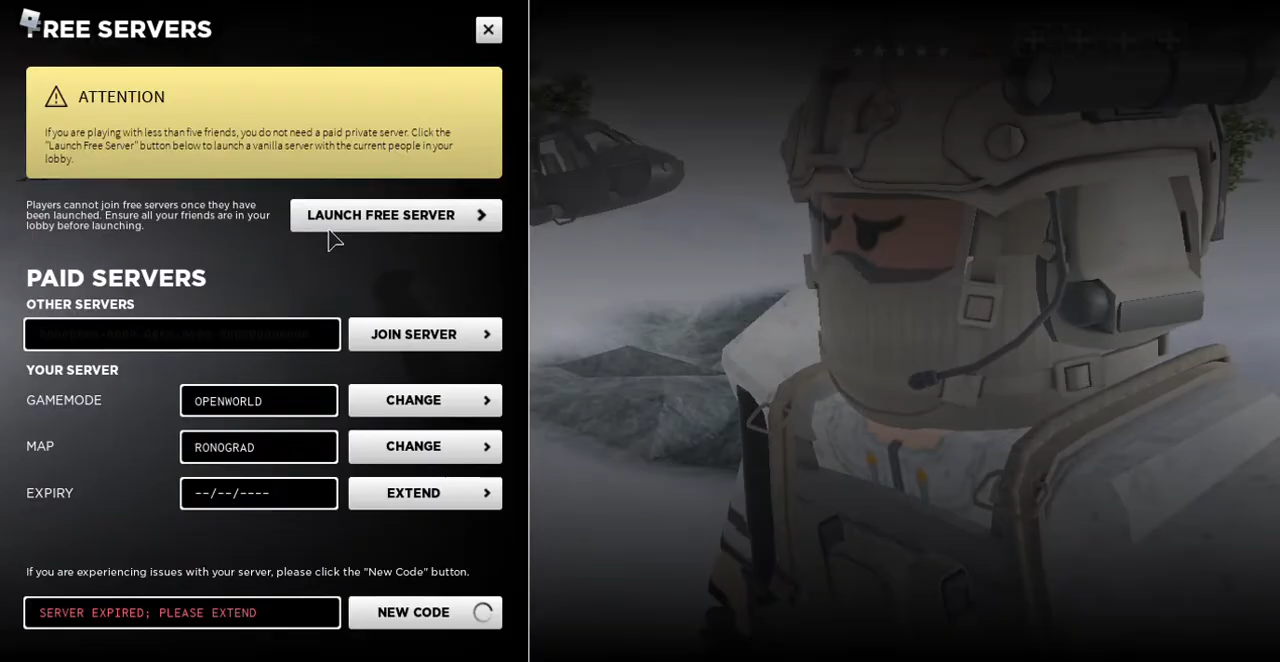 FREE SERVERS
ATTENTION
If you are playing with less than five friends, you do not need a paid private server. Click the
"Launch Free Server" button below to launch a vanilla server with the current people in your
lobby.
Players cannot join free servers once they have
been launched. Ensure all your friends are in your
lobby before launching.
LAUNCH FREE SERVER
PAID SERVERS
OTHER SERVERS
JOIN SERVER
YOUR SERVER
GAMEMODE
OPENWORLD
CHANGE
MAP
RONOGRAD
CHANGE
EXPIRY
--/--/----
EXTEND
If you are experiencing issues with your server, please click the "New Code" button.
SERVER EXPIRED; PLEASE EXTEND
NEW CODE